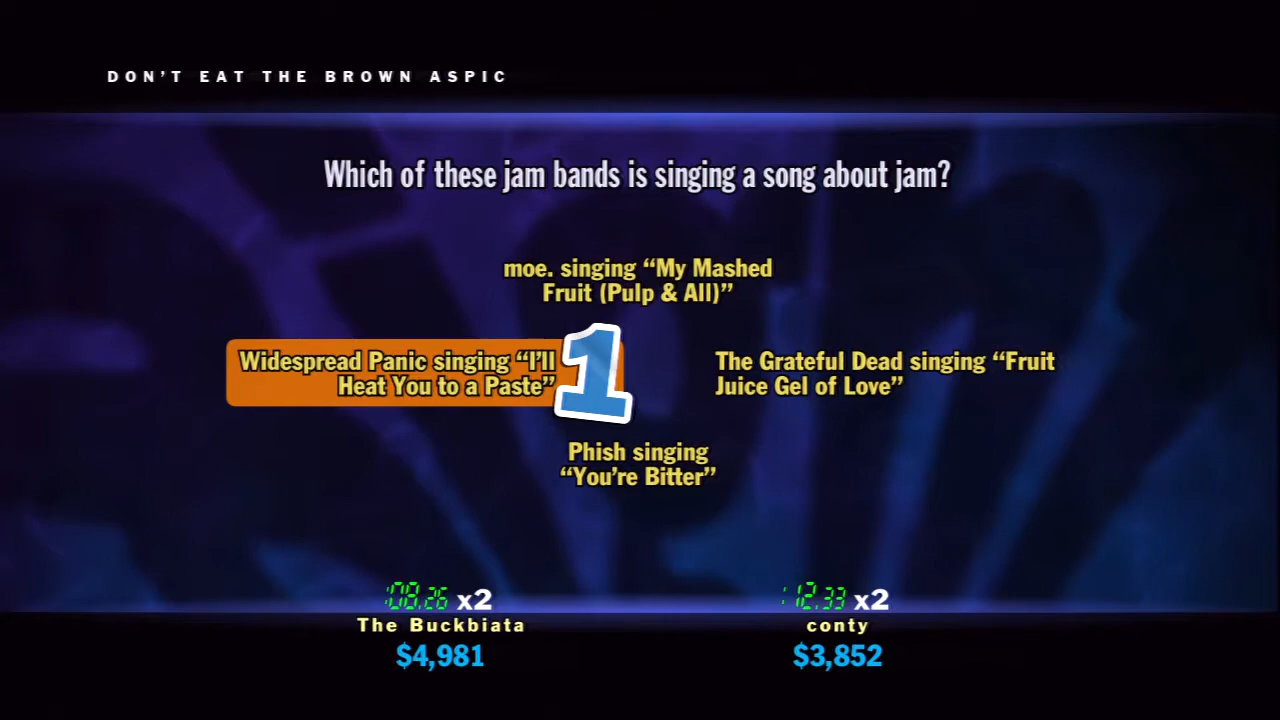 DON'T EAT THE BROWN ASPIC
Which of these jam bands is singing a song about jam?
moe. singing “My Mashed
Fruit (Pulp & All)”
Widespread Panic singing “I'll
Heat You to a Paste”
1
The Grateful Dead singing “Fruit
Juice Gel of Love”
Phish singing
“You're Bitter”
:08.26 x2
The Buckbiata
$4,981
:12.33 x2
conty
$3,852